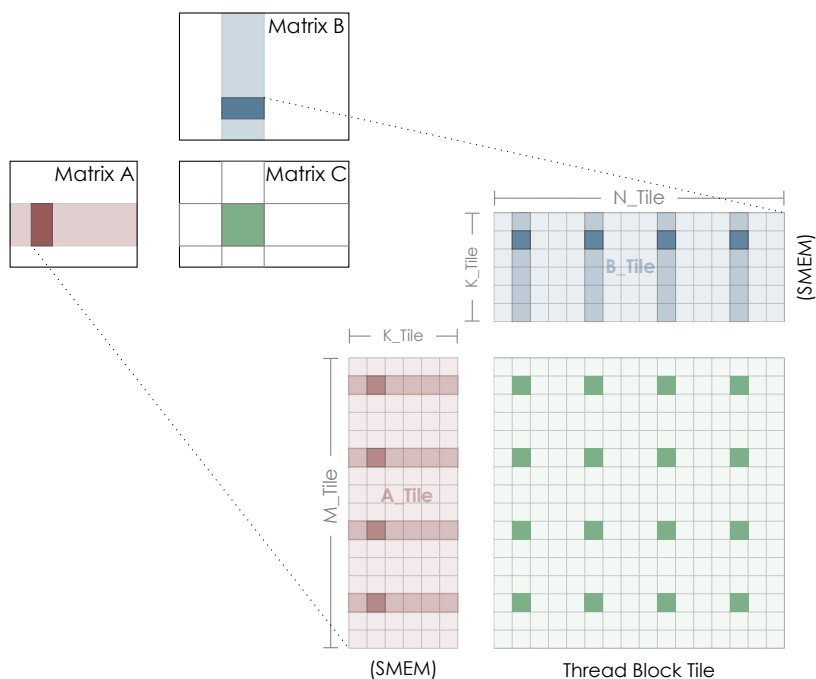 Matrix B
Matrix A
Matrix C
N_Tile
K_Tile
B_Tile
(SMEM)
K_Tile
M_Tile
A_Tile
(SMEM)
Thread Block Tile